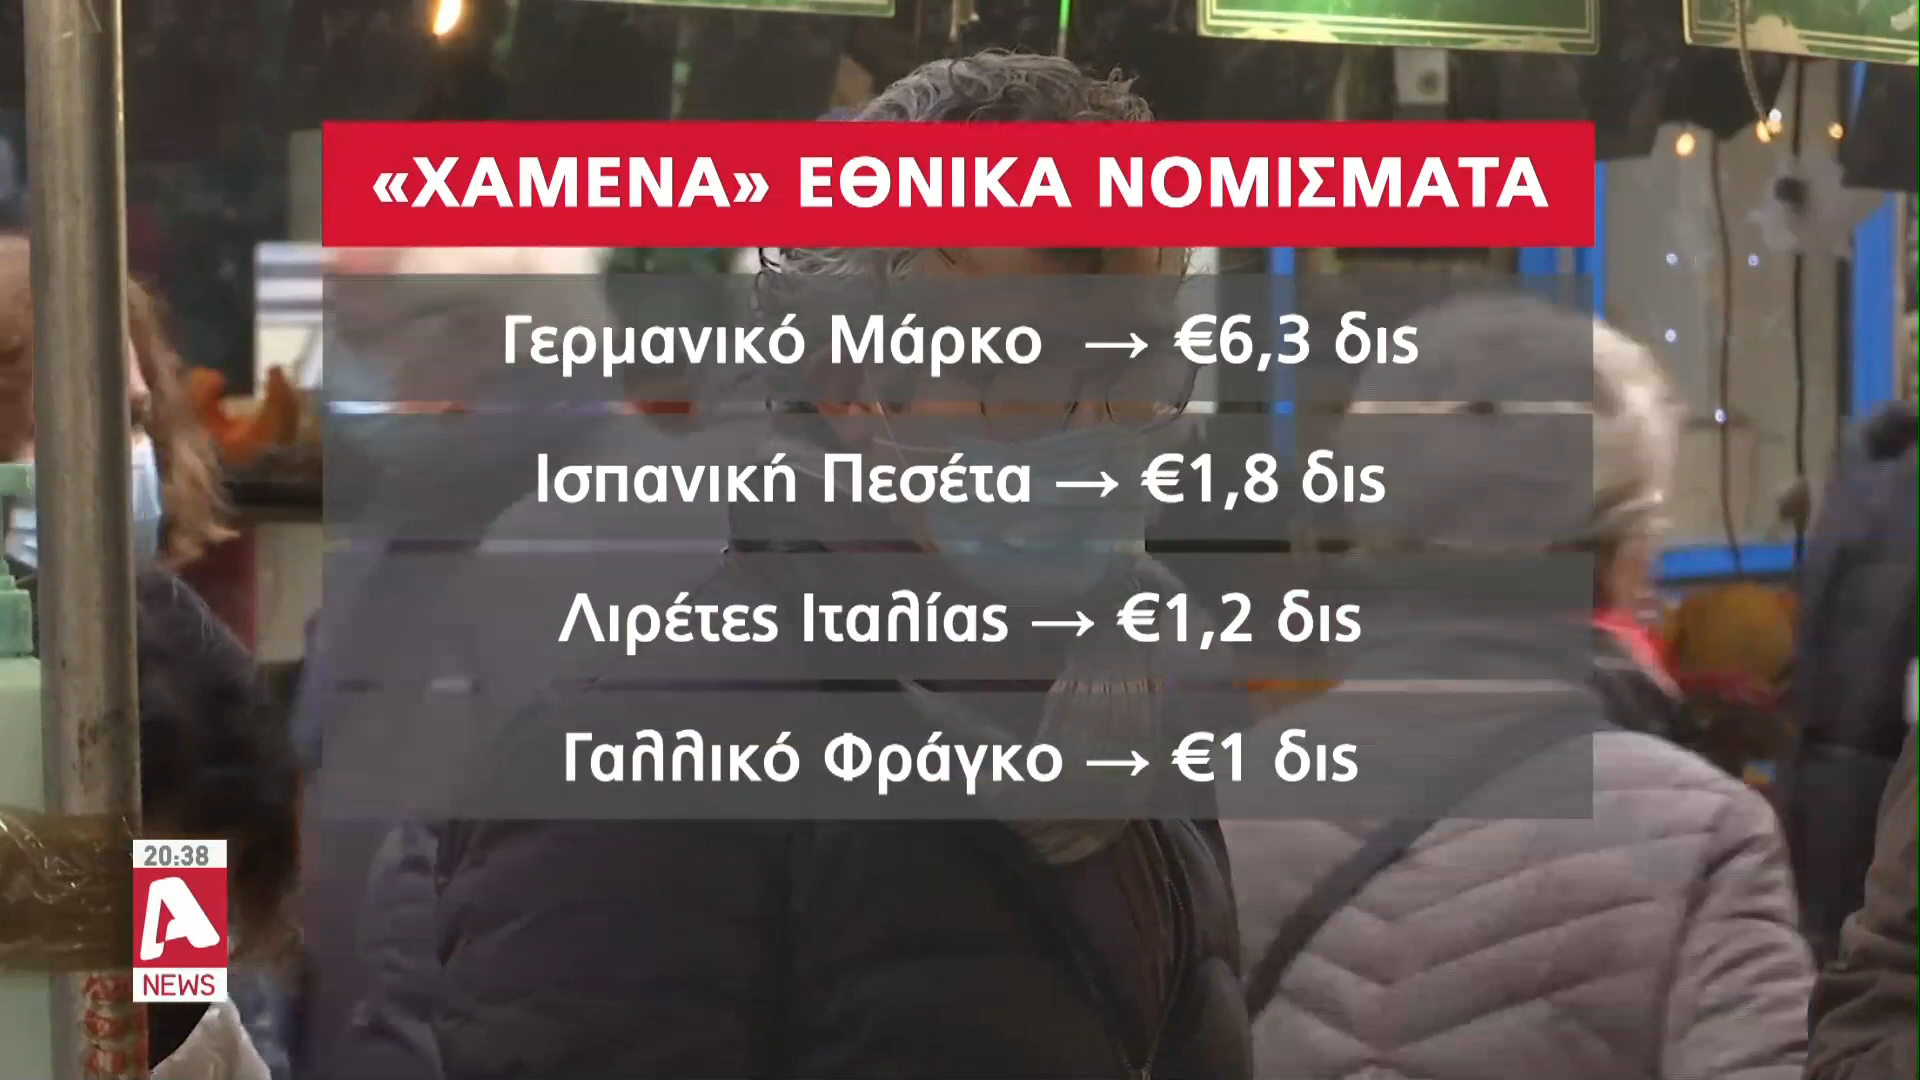 «ΧΑΜΕΝΑ» ΕΘΝΙΚΑ ΝΟΜΙΣΜΑΤΑ
Γερμανικό Μάρκο → €6,3 δις
Ισπανική Πεσέτα → €1,8 δις
Λιρέτες Ιταλίας → €1,2 δις
Γαλλικό Φράγκο → €1 δις
20:38
A
NEWS